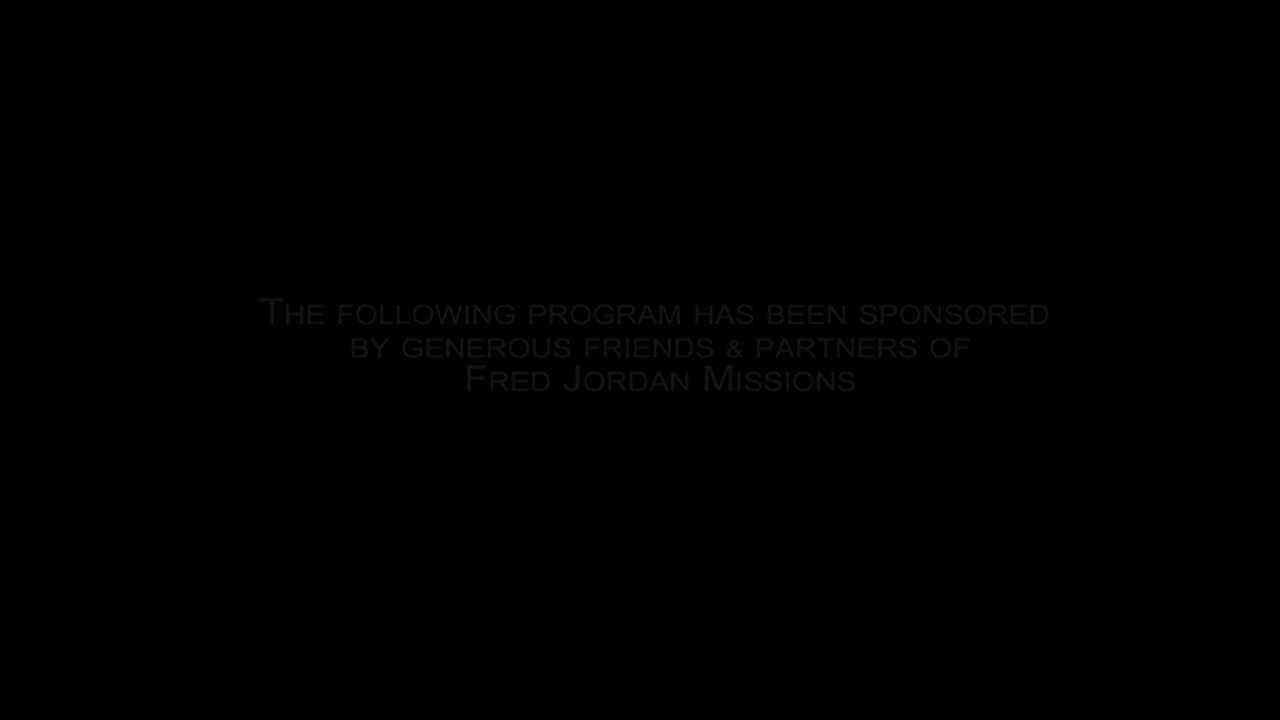 The following program has been sponsored
by generous friends & partners of
Fred Jordan Missions